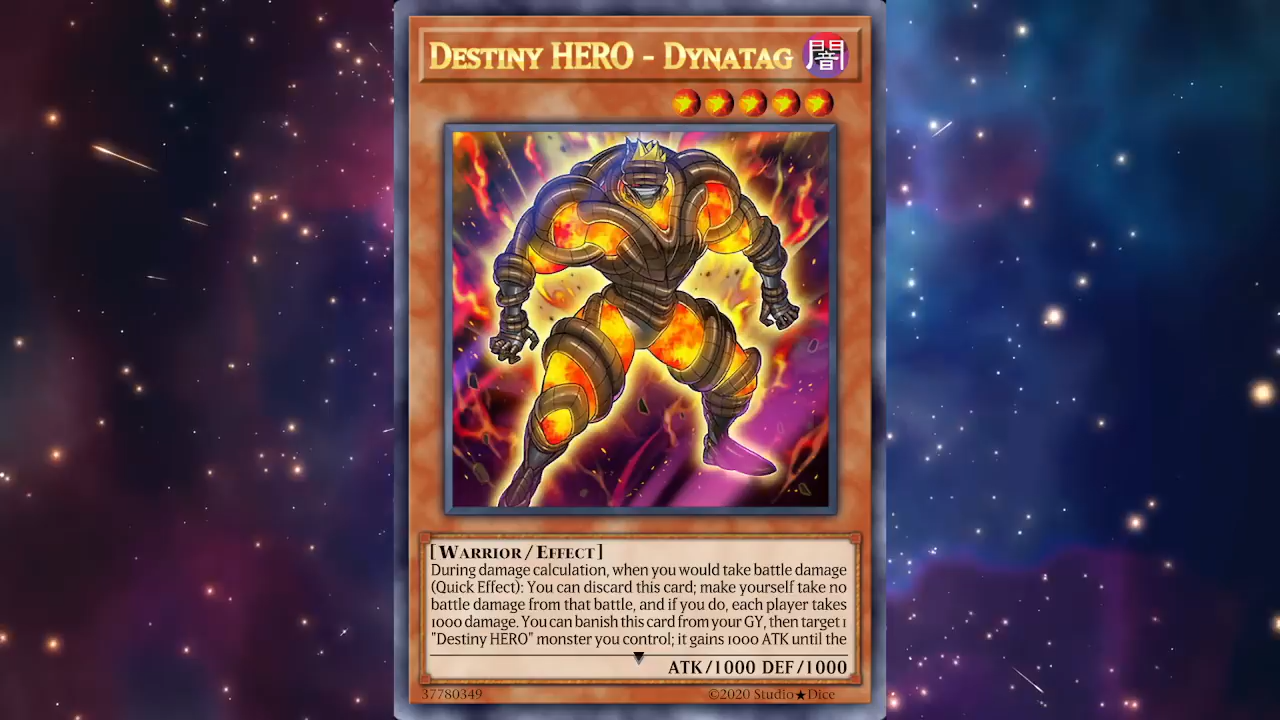 Destiny HERO - Dynatag 闇
[ Warrior / Effect ]
During damage calculation, when you would take battle damage
(Quick Effect): You can discard this card; make yourself take no
battle damage from that battle, and if you do, each player takes
1000 damage. You can banish this card from your GY, then target 1
"Destiny HERO" monster you control; it gains 1000 ATK until the
ATK/1000 DEF/1000
37780349 ©2020 Studio★Dice